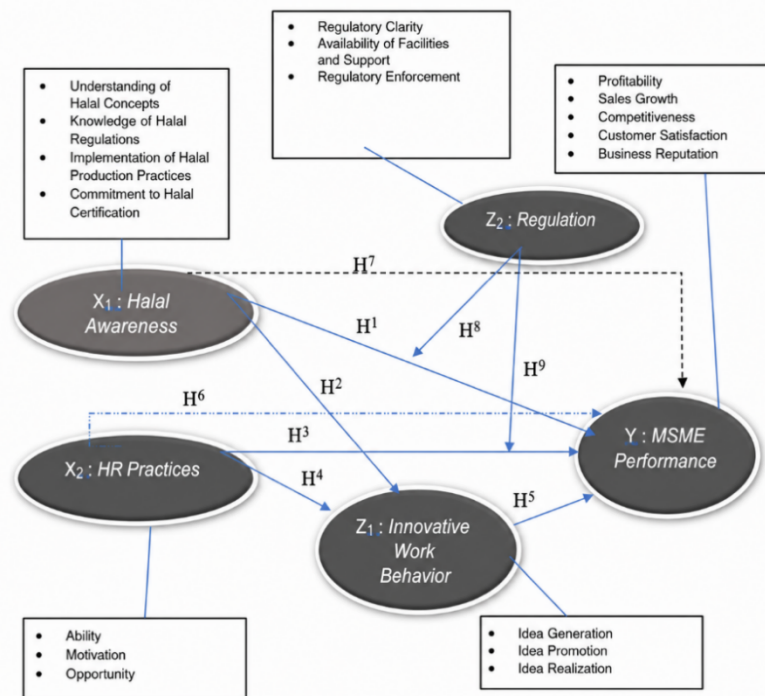 • Regulatory Clarity
• Availability of Facilities
and Support
• Regulatory Enforcement
• Understanding of
Halal Concepts
• Knowledge of Halal
Regulations
• Implementation of Halal
Production Practices
• Commitment to Halal
Certification
• Profitability
• Sales Growth
• Competitiveness
• Customer Satisfaction
• Business Reputation
Z2 : Regulation
H7
X1 : Halal
Awareness
H1
H8
H9
H2
H6
H3
Y : MSME
Performance
X2 : HR Practices
H4
H5
Z1 : Innovative
Work
Behavior
• Ability
• Motivation
• Opportunity
• Idea Generation
• Idea Promotion
• Idea Realization